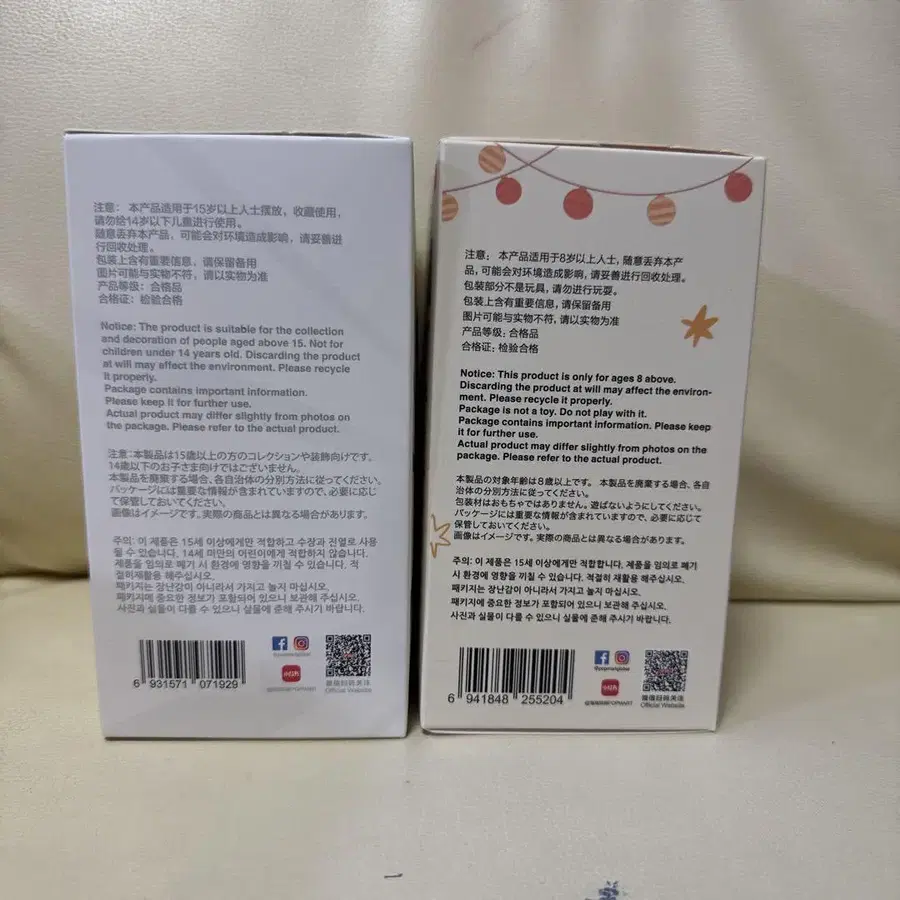 注意：本产品适用于15岁以上人士摆放，收藏使用，
请勿给14岁以下儿童进行使用。
随意丢弃本产品，可能会对环境造成影响，请妥善进
行回收处理。
包装上含有重要信息，请保留备用
图片可能与实物不符，请以实物为准
产品等级：合格品
合格证：检验合格
Notice: The product is suitable for the collection
and decoration of people aged above 15. Not for
children under 14 years old. Discarding the product
at will may affect the environment. Please recycle
it properly.
Package contains important information.
Please keep it for further use.
Actual product may differ slightly from photos on
the package. Please refer to the actual product.
注意:本製品は15歳以上の方のコレクションや装飾向けです。
14歳以下のお子さま向けではございません。
本製品を廃棄する場合、各自治体の分別方法に従ってください。
パッケージには重要な情報が含まれていますので、必要に応じ
て保管しておいてください。
画像はイメージです。実際の商品とは異なる場合があります。
주의: 이 제품은 15세 이상에게만 적합하고 수장과 진열로 사용
될 수 있습니다. 14세 미만의 어린이에게 적합하지 않습니다.
제품을 임의로 폐기 시 환경에 영향을 끼칠 수 있습니다. 적
절히재활용 해주십시오.
패키지는 장난감이 아니라서 가지고 놀지 마십시오.
패키지에 중요한 정보가 포함되어 있으니 보관해 주십시오.
사진과 실물이 다를 수 있으니 실물에 준해 주시기 바랍니다.
6 931571 071929
Official Website
注意：本产品适用于8岁以上人士，随意丢弃本产
品，可能会对环境造成影响，请妥善进行回收处理。
包装部分不是玩具，请勿进行玩耍。
包装上含有重要信息，请保留备用
图片可能与实物不符，请以实物为准
产品等级：合格品
合格证：检验合格
Notice: This product is only for ages 8 above.
Discarding the product at will may affect the environ-
ment. Please recycle it properly.
Package is not a toy. Do not play with it.
Package contains important information. Please keep
it for further use.
Actual product may differ slightly from photos on the
package. Please refer to the actual product.
本製品の対象年齢は8歳以上です。 本製品を廃棄する場合、各自
治体の分別方法に従ってください。
包装材はおもちゃではありません。遊ばないようにしてください。
パッケージには重要な情報が含まれていますので、必要に応じて
保管しておいてください。
画像はイメージです。実際の商品とは異なる場合があります。
주의: 이 제품은 15세 이상에게만 적합합니다. 제품을 임의로 폐기
시 환경에 영향을 끼칠 수 있습니다. 적절히 재활용 해주십시오.
패키지는 장난감이 아니라서 가지고 놀지 마십시오.
패키지에 중요한 정보가 포함되어 있으니 보관해 주십시오.
사진과 실물이 다를 수 있으니 실물에 준해 주시기 바랍니다.
6 941848 255204
Official Website